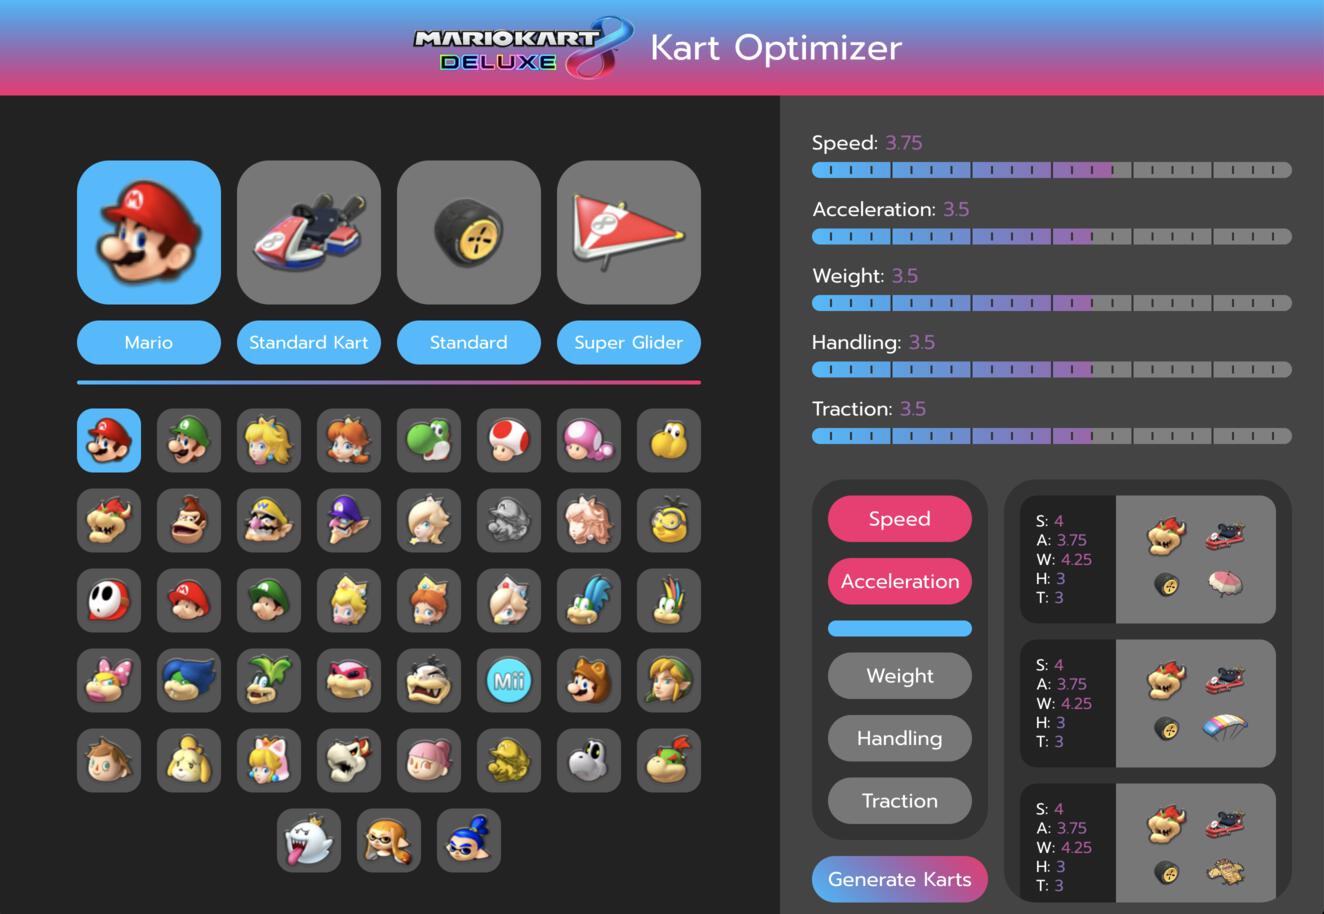 MARIOKART 8
DELUXE
Kart Optimizer
Mario
Standard Kart
Standard
Super Glider
Mii
Speed: 3.75
Acceleration: 3.5
Weight: 3.5
Handling: 3.5
Traction: 3.5
Speed
Acceleration
Weight
Handling
Traction
Generate Karts
S: 4
A: 3.75
W: 4.25
H: 3
T: 3
S: 4
A: 3.75
W: 4.25
H: 3
T: 3
S: 4
A: 3.75
W: 4.25
H: 3
T: 3